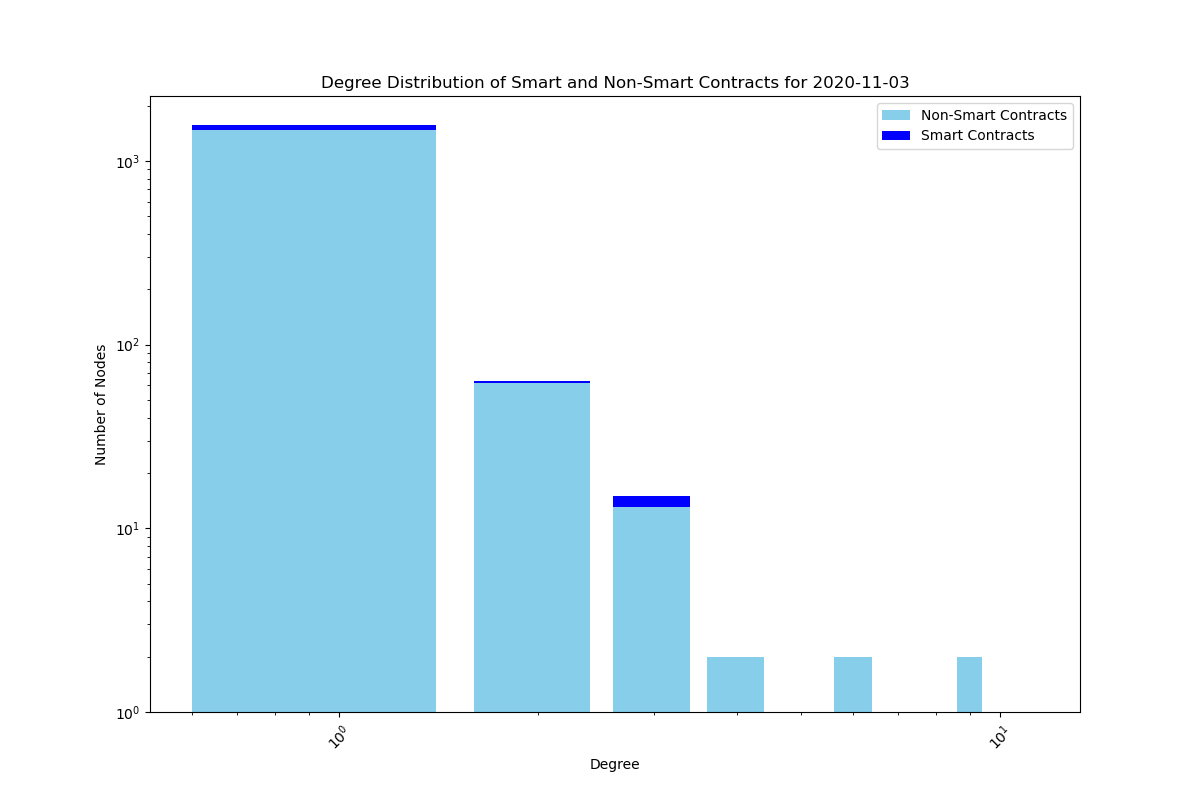 Degree Distribution of Smart and Non-Smart Contracts for 2020-11-03
Non-Smart Contracts
Smart Contracts
Number of Nodes
10³
10²
10¹
10⁰
10⁰
10¹
Degree